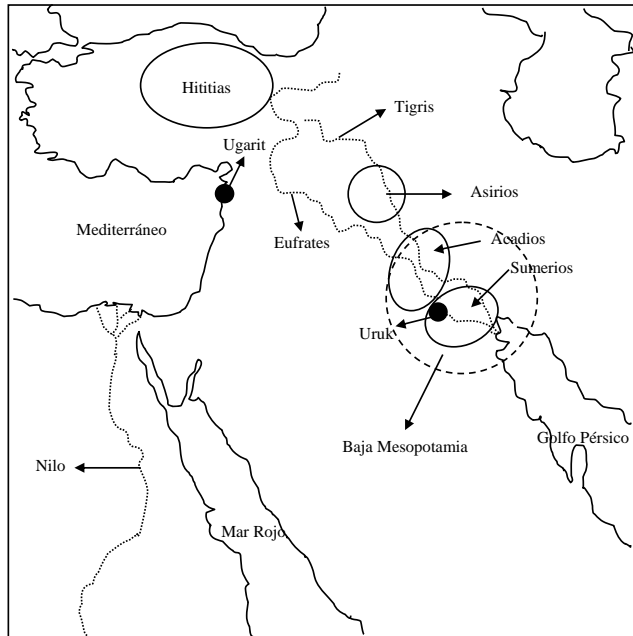 Hititias
Tigris
Ugarit
Asirios
Mediterráneo
Eufrates
Acadios
Sumerios
Uruk
Baja Mesopotamia
Golfo Pérsico
Nilo
Mar Rojo